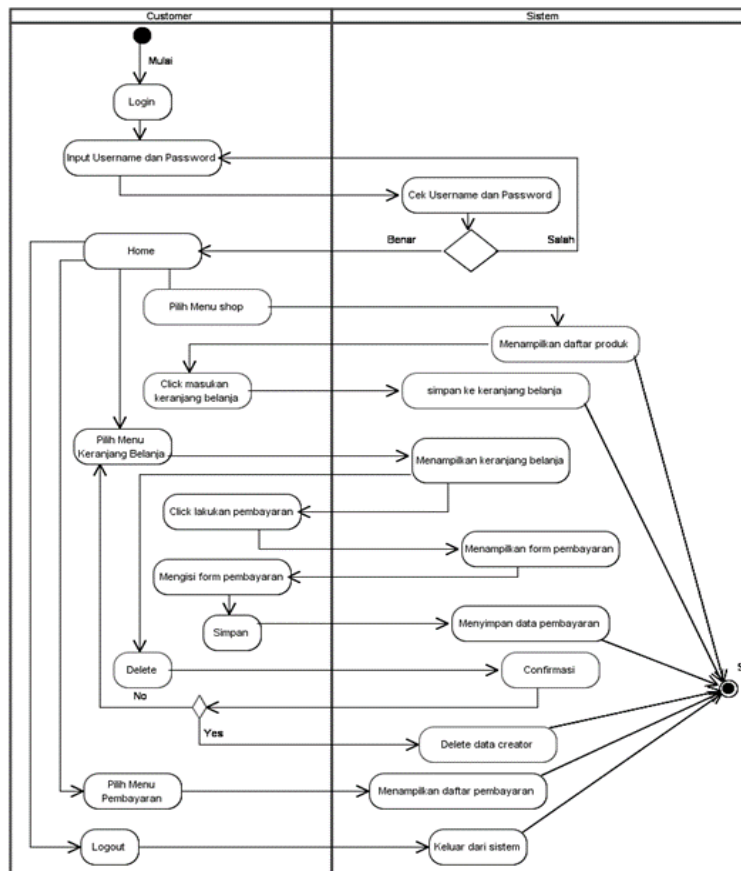 Customer
Sistem
Mulai
Login
Input Username dan Password
Cek Username dan Password
Benar
Salah
Home
Pilih Menu shop
Menampilkan daftar produk
Click masukan
keranjang belanja
simpan ke keranjang belanja
Pilih Menu
Keranjang Belanja
Menampilkan keranjang belanja
Click lakukan pembayaran
Menampilkan form pembayaran
Mengisi form pembayaran
Simpan
Menyimpan data pembayaran
Delete
Confirmasi
S
No
Yes
Delete data creator
Pilih Menu
Pembayaran
Menampilkan daftar pembayaran
Logout
Keluar dari sistem